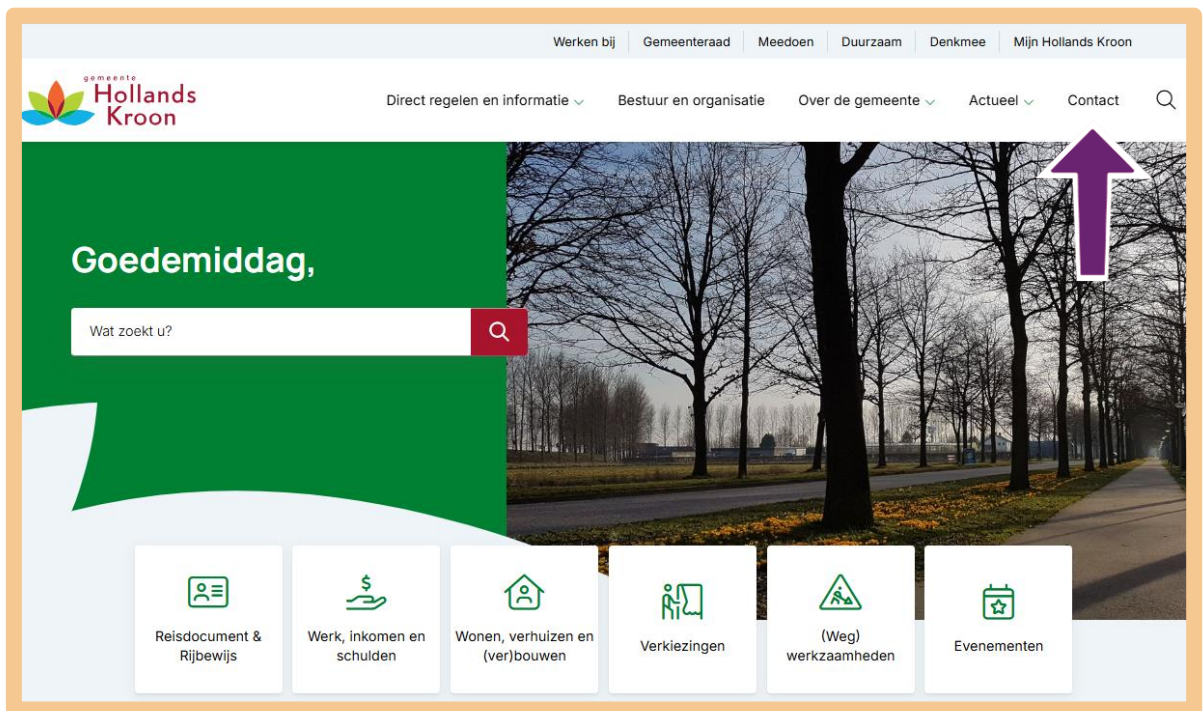 Werken bij Gemeenteraad Meedoen Duurzaam Denkmee Mijn Hollands Kroon
gemeente
Hollands
Kroon
Direct regelen en informatie Bestuur en organisatie Over de gemeente Actueel Contact
Goedemiddag,
Wat zoekt u?
Reisdocument &
Rijbewijs
Werk, inkomen en
schulden
Wonen, verhuizen en
(ver)bouwen
Verkiezingen
(Weg)
werkzaamheden
Evenementen